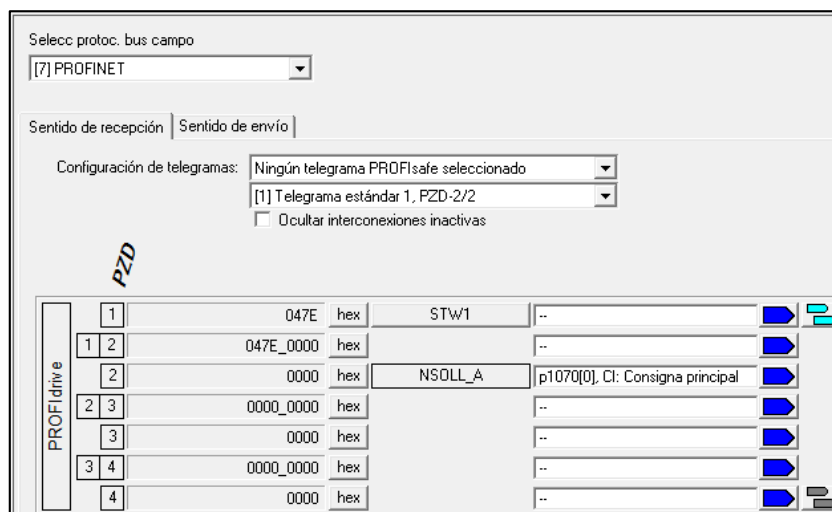 Selecc protoc. bus campo
[7] PROFINET
Sentido de recepción Sentido de envío
Configuración de telegramas: Ningún telegrama PROFIsafe seleccionado
[1] Telegrama estándar 1, PZD-2/2
Ocultar interconexiones inactivas
PZD
PROFIdrive
1 047E hex STW1 --
1 2 047E_0000 hex --
2 0000 hex NSOLL_A p1070[0], CI: Consigna principal
2 3 0000_0000 hex --
3 0000 hex --
3 4 0000_0000 hex --
4 0000 hex --